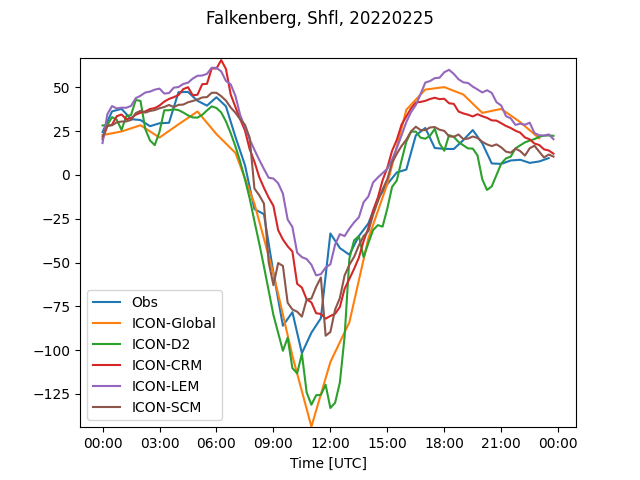 Falkenberg, Shfl, 20220225
50
25
0
−25
−50
−75
−100
−125
Obs
ICON-Global
ICON-D2
ICON-CRM
ICON-LEM
ICON-SCM
00:00 03:00 06:00 09:00 12:00 15:00 18:00 21:00 00:00
Time [UTC]